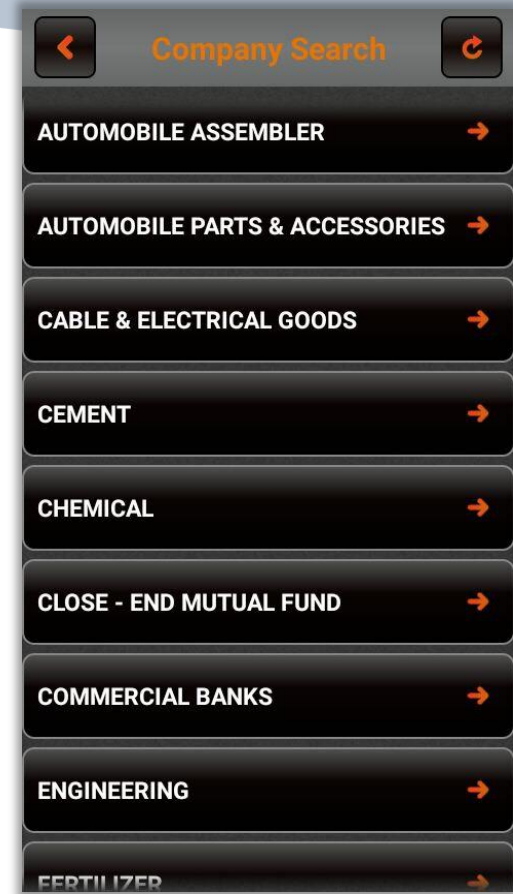 Company Search
AUTOMOBILE ASSEMBLER
AUTOMOBILE PARTS & ACCESSORIES
CABLE & ELECTRICAL GOODS
CEMENT
CHEMICAL
CLOSE - END MUTUAL FUND
COMMERCIAL BANKS
ENGINEERING
FERTILIZER